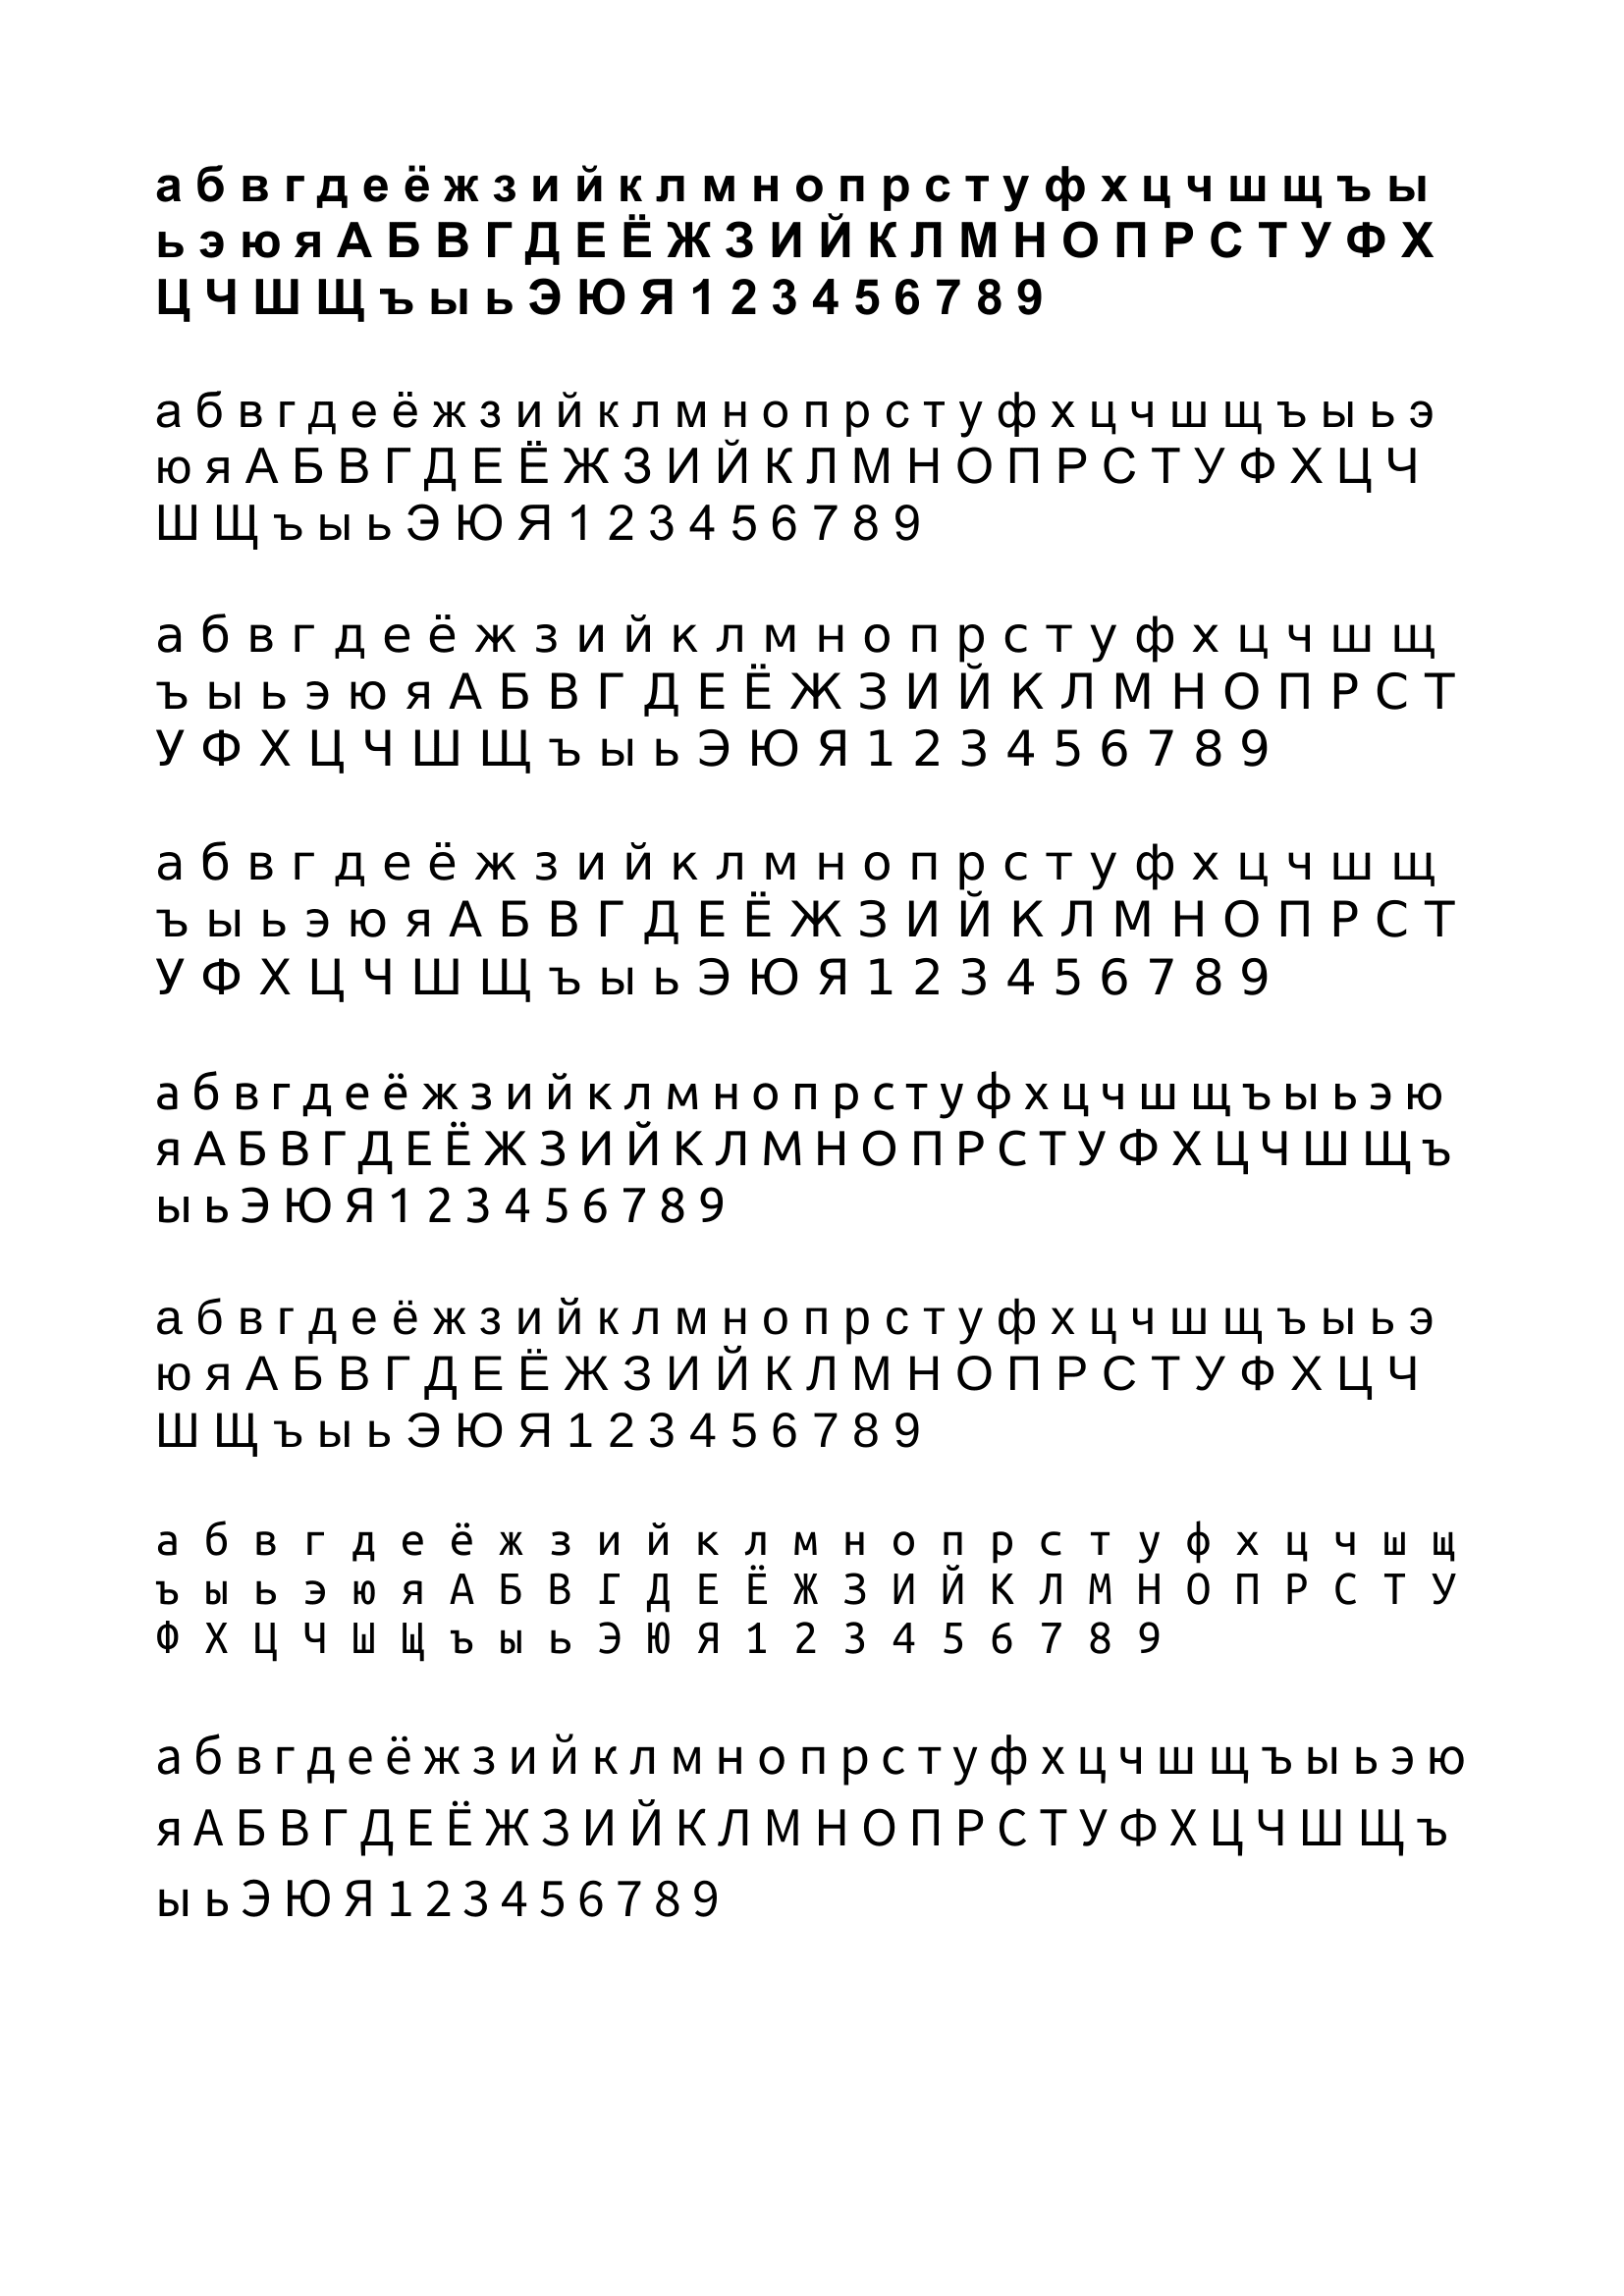 а б в г д е ё ж з и й к л м н о п р с т у ф х ц ч ш щ ъ ы
ь э ю я А Б В Г Д Е Ё Ж З И Й К Л М Н О П Р С Т У Ф Х
Ц Ч Ш Щ ъ ы ь Э Ю Я 1 2 3 4 5 6 7 8 9
а б в г д е ё ж з и й к л м н о п р с т у ф х ц ч ш щ ъ ы ь э
ю я А Б В Г Д Е Ё Ж З И Й К Л М Н О П Р С Т У Ф Х Ц Ч
Ш Щ ъ ы ь Э Ю Я 1 2 3 4 5 6 7 8 9
а б в г д е ё ж з и й к л м н о п р с т у ф х ц ч ш щ
ъ ы ь э ю я А Б В Г Д Е Ё Ж З И Й К Л М Н О П Р С Т
У Ф Х Ц Ч Ш Щ ъ ы ь Э Ю Я 1 2 3 4 5 6 7 8 9
а б в г д е ё ж з и й к л м н о п р с т у ф х ц ч ш щ
ъ ы ь э ю я А Б В Г Д Е Ё Ж З И Й К Л М Н О П Р С Т
У Ф Х Ц Ч Ш Щ ъ ы ь Э Ю Я 1 2 3 4 5 6 7 8 9
а б в г д е ё ж з и й к л м н о п р с т у ф х ц ч ш щ ъ ы ь э ю
я А Б В Г Д Е Ё Ж З И Й К Л М Н О П Р С Т У Ф Х Ц Ч Ш Щ ъ
ы ь Э Ю Я 1 2 3 4 5 6 7 8 9
а б в г д е ё ж з и й к л м н о п р с т у ф х ц ч ш щ ъ ы ь э
ю я А Б В Г Д Е Ё Ж З И Й К Л М Н О П Р С Т У Ф Х Ц Ч
Ш Щ ъ ы ь Э Ю Я 1 2 3 4 5 6 7 8 9
а б в г д е ё ж з и й к л м н о п р с т у ф х ц ч ш щ
ъ ы ь э ю я А Б В Г Д Е Ё Ж З И Й К Л М Н О П Р С Т У
Ф Х Ц Ч Ш Щ ъ ы ь Э Ю Я 1 2 3 4 5 6 7 8 9
а б в г д е ё ж з и й к л м н о п р с т у ф х ц ч ш щ ъ ы ь э ю
я А Б В Г Д Е Ё Ж З И Й К Л М Н О П Р С Т У Ф Х Ц Ч Ш Щ ъ
ы ь Э Ю Я 1 2 3 4 5 6 7 8 9